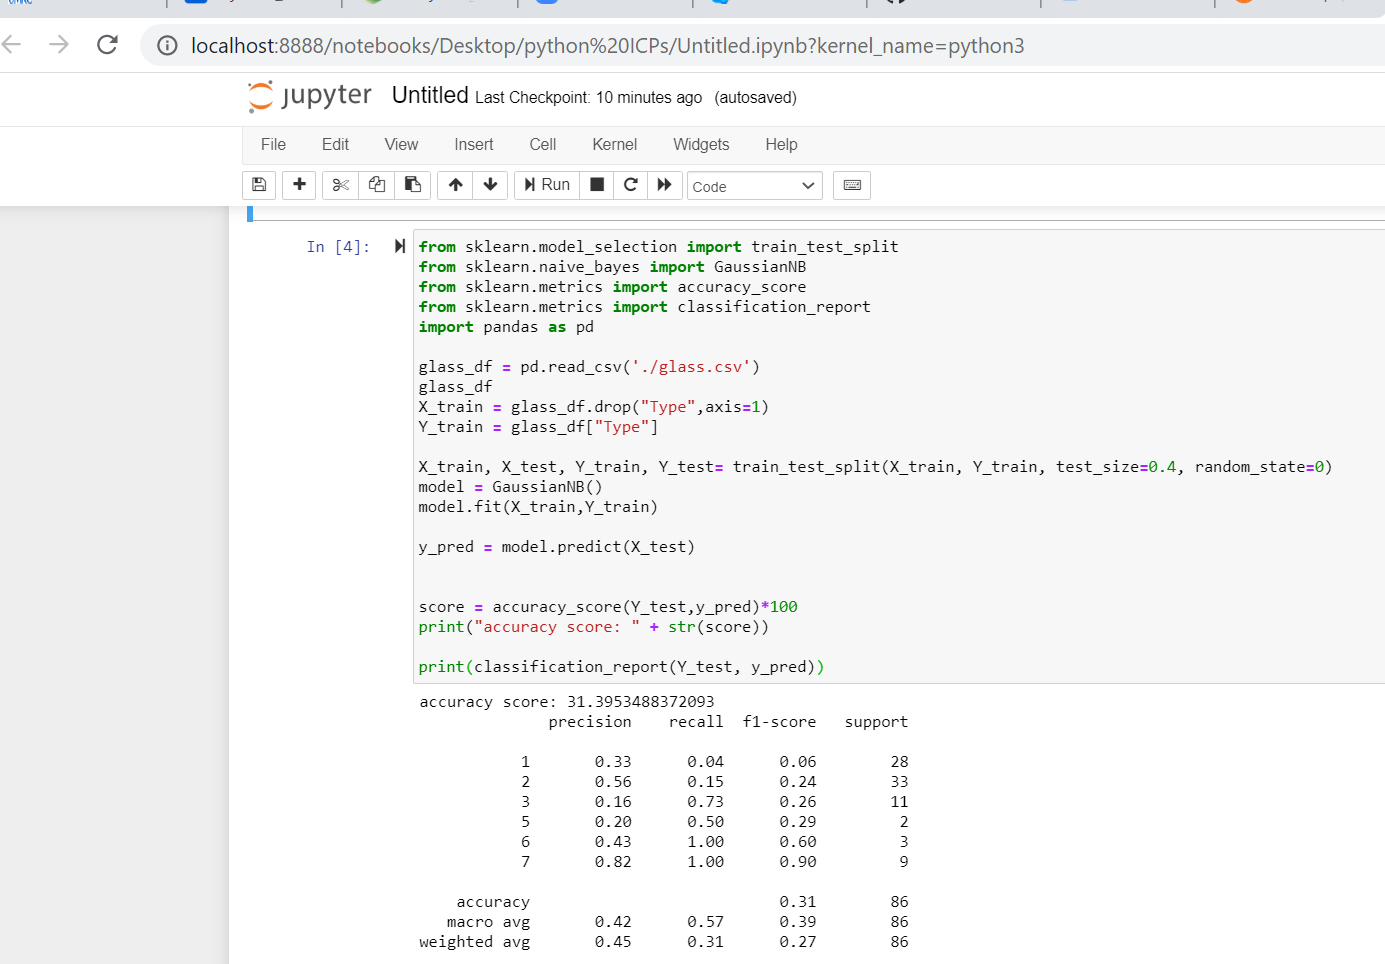 localhost:8888/notebooks/Desktop/python%20ICPs/Untitled.ipynb?kernel_name=python3
jupyter Untitled Last Checkpoint: 10 minutes ago (autosaved)
File Edit View Insert Cell Kernel Widgets Help
Run Code
In [4]:
from sklearn.model_selection import train_test_split
from sklearn.naive_bayes import GaussianNB
from sklearn.metrics import accuracy_score
from sklearn.metrics import classification_report
import pandas as pd
glass_df = pd.read_csv('./glass.csv')
glass_df
X_train = glass_df.drop("Type",axis=1)
Y_train = glass_df["Type"]
X_train, X_test, Y_train, Y_test= train_test_split(X_train, Y_train, test_size=0.4, random_state=0)
model = GaussianNB()
model.fit(X_train,Y_train)
y_pred = model.predict(X_test)
score = accuracy_score(Y_test,y_pred)*100
print("accuracy score: " + str(score))
print(classification_report(Y_test, y_pred))
accuracy score: 31.3953488372093
precision recall f1-score support
1 0.33 0.04 0.06 28
2 0.56 0.15 0.24 33
3 0.16 0.73 0.26 11
5 0.20 0.50 0.29 2
6 0.43 1.00 0.60 3
7 0.82 1.00 0.90 9
accuracy 0.31 86
macro avg 0.42 0.57 0.39 86
weighted avg 0.45 0.31 0.27 86